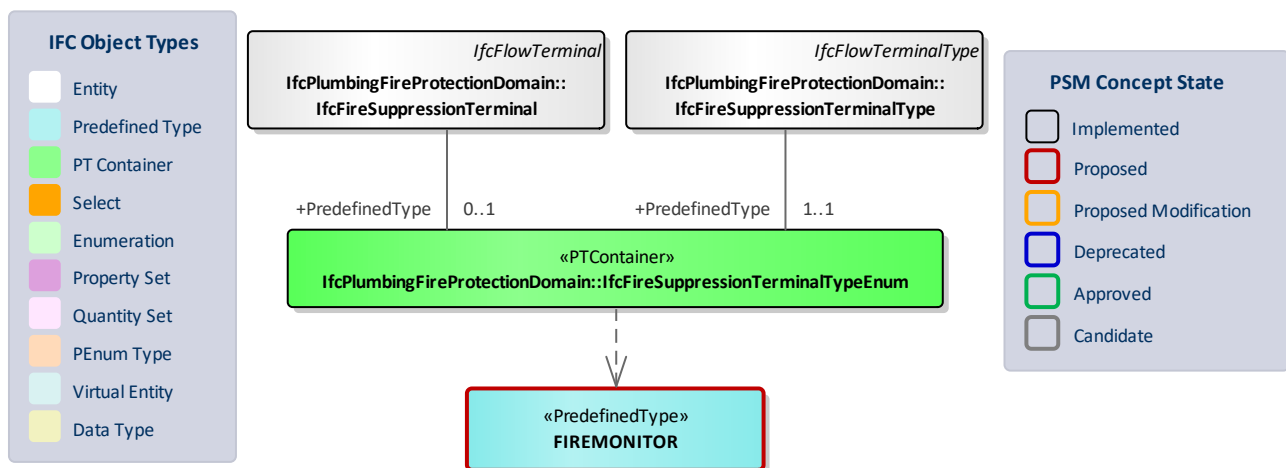 IFC Object Types
Entity
Predefined Type
PT Container
Select
Enumeration
Property Set
Quantity Set
PEnum Type
Virtual Entity
Data Type
IfcFlowTerminal
IfcPlumbingFireProtectionDomain::
IfcFireSuppressionTerminal
IfcFlowTerminalType
IfcPlumbingFireProtectionDomain::
IfcFireSuppressionTerminalType
+PredefinedType
0..1
+PredefinedType
1..1
«PTContainer»
IfcPlumbingFireProtectionDomain::IfcFireSuppressionTerminalTypeEnum
«PredefinedType»
FIREMONITOR
PSM Concept State
Implemented
Proposed
Proposed Modification
Deprecated
Approved
Candidate